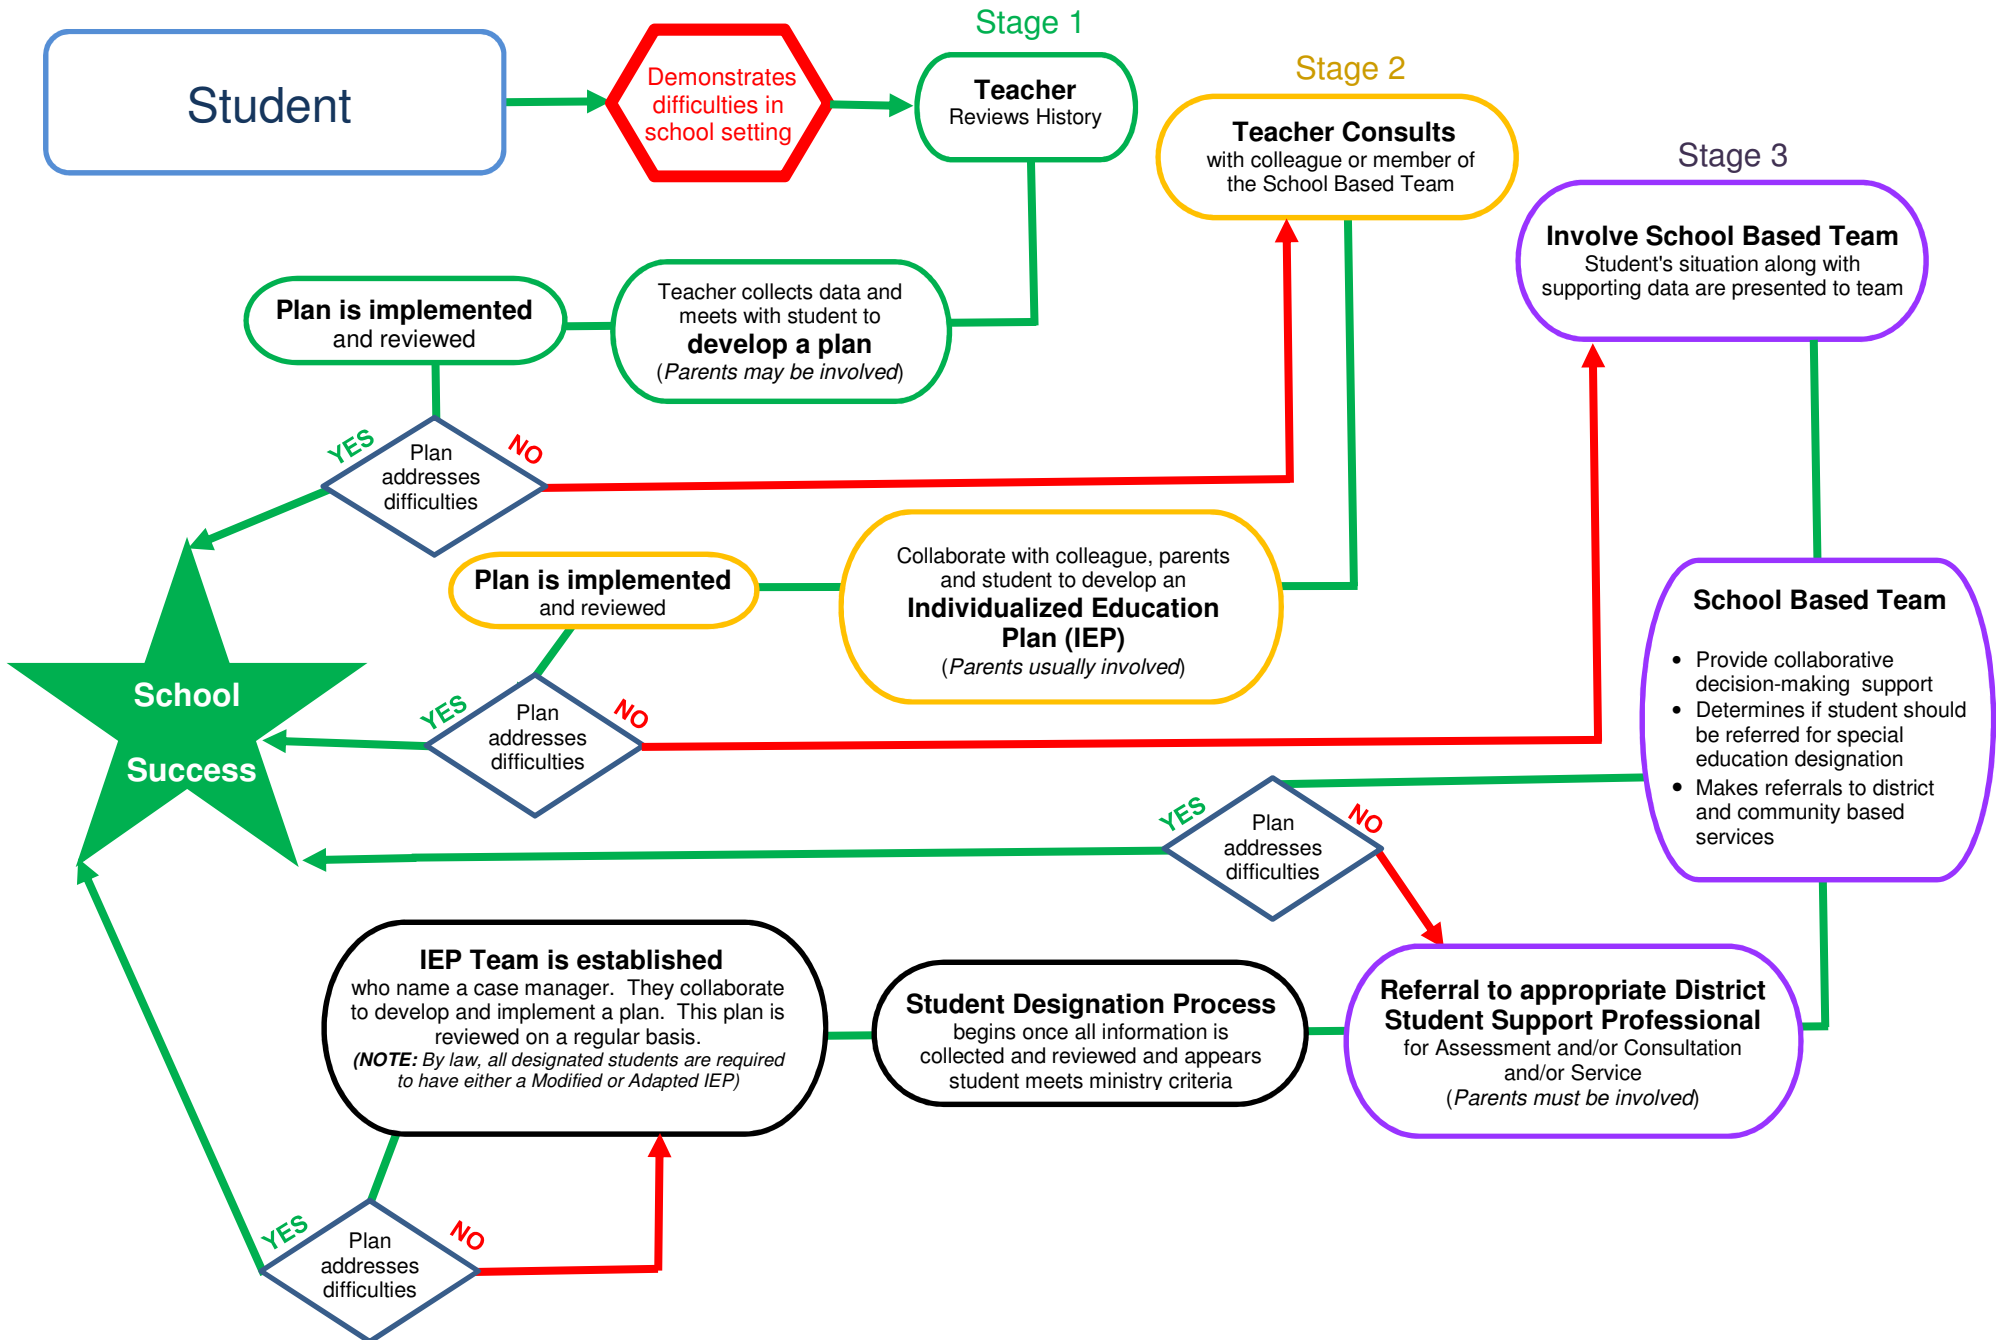 Student
Demonstrates
difficulties in
school setting
Stage 1
Teacher
Reviews History
Stage 2
Teacher Consults
with colleague or member of
the School Based Team
Stage 3
Involve School Based Team
Student's situation along with
supporting data are presented to team
Teacher collects data and
meets with student to
develop a plan
(Parents may be involved)
Plan is implemented
and reviewed
YES
NO
Plan
addresses
difficulties
Collaborate with colleague, parents
and student to develop an
Individualized Education
Plan (IEP)
(Parents usually involved)
Plan is implemented
and reviewed
YES
NO
Plan
addresses
difficulties
School
Success
School Based Team
• Provide collaborative
decision-making support
• Determines if student should
be referred for special
education designation
• Makes referrals to district
and community based
services
YES
NO
Plan
addresses
difficulties
Referral to appropriate District
Student Support Professional
for Assessment and/or Consultation
and/or Service
(Parents must be involved)
Student Designation Process
begins once all information is
collected and reviewed and appears
student meets ministry criteria
IEP Team is established
who name a case manager. They collaborate
to develop and implement a plan. This plan is
reviewed on a regular basis.
(NOTE: By law, all designated students are required
to have either a Modified or Adapted IEP)
YES
NO
Plan
addresses
difficulties